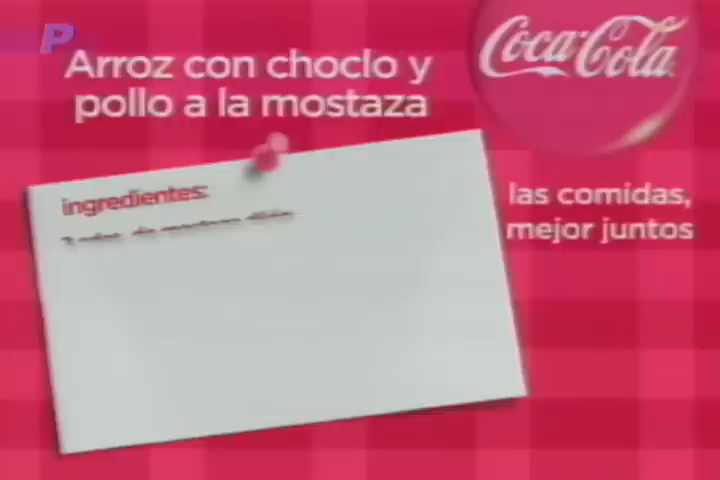 P
Arroz con choclo y
pollo a la mostaza
Coca-Cola
las comidas,
mejor juntos
ingredientes: